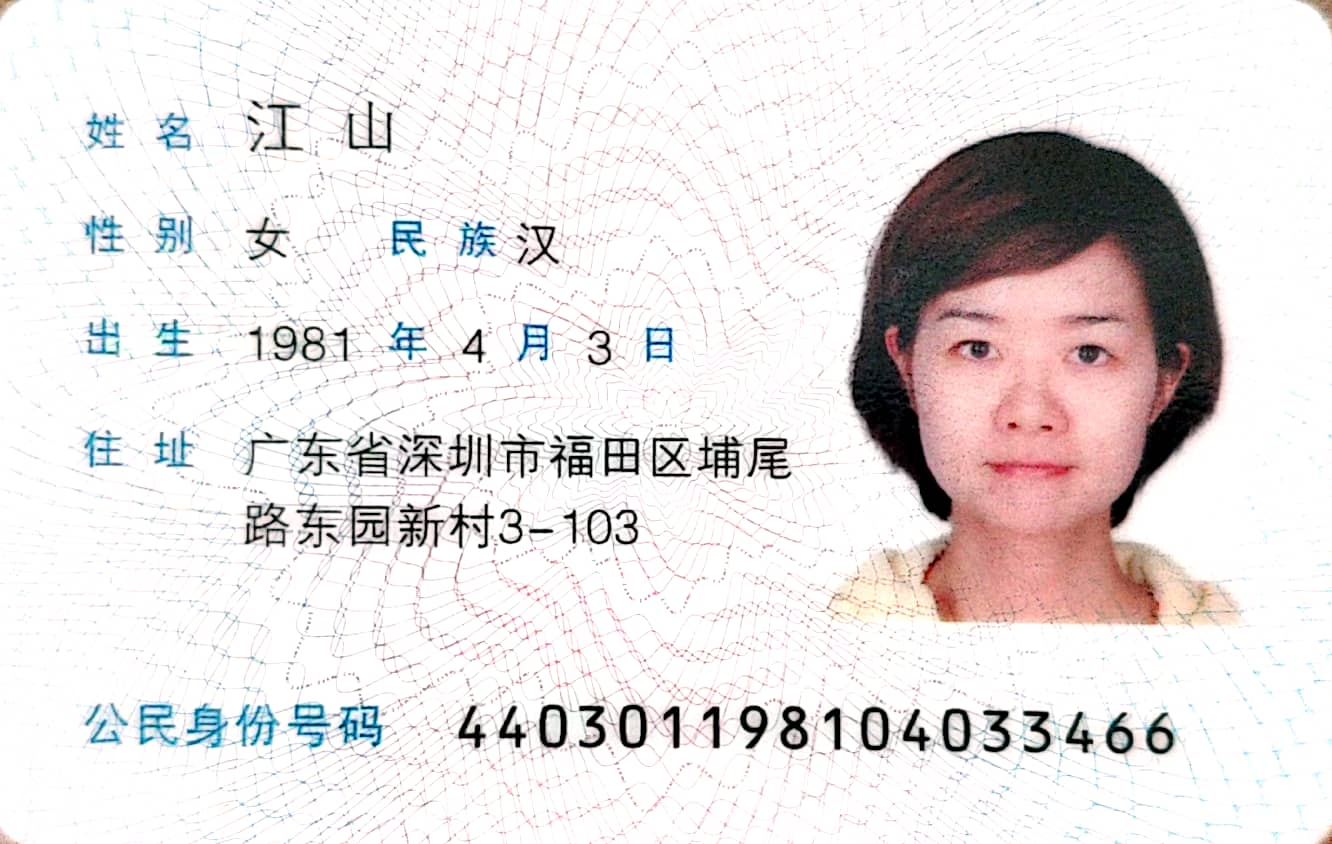 姓名 江山
性别 女 民族 汉
出生 1981 年 4 月 3 日
住址 广东省深圳市福田区埔尾
路东园新村3-103
公民身份号码 440301198104033466